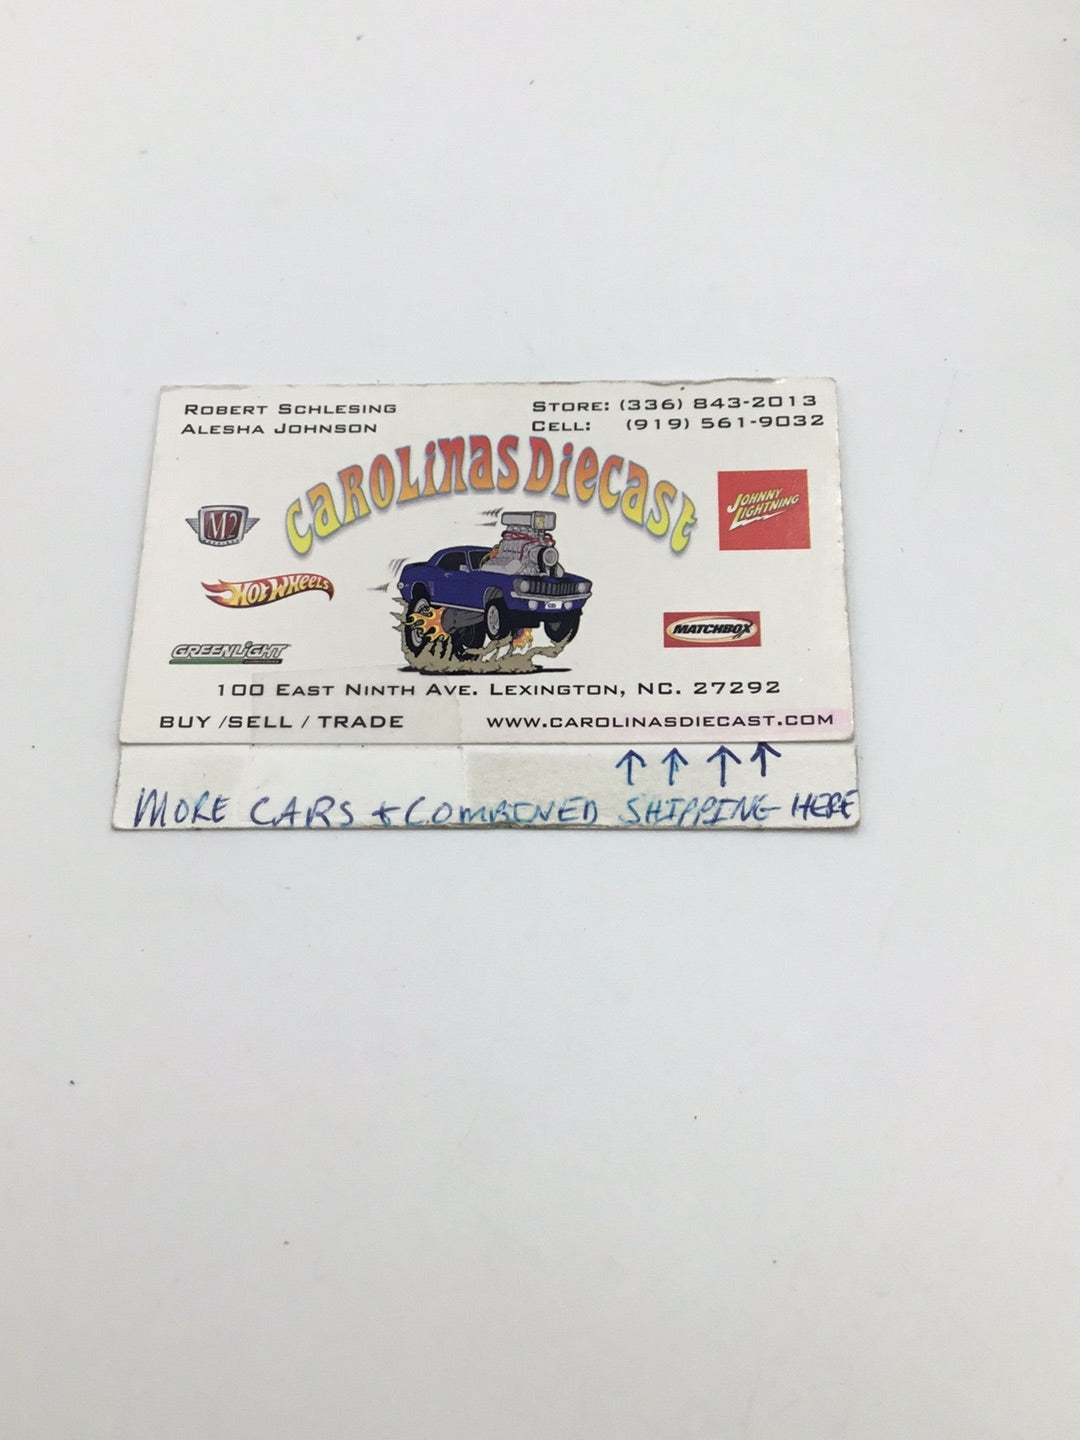 ROBERT SCHLESING
ALESHA JOHNSON
STORE: (336) 843-2013
CELL: (919) 561-9032
CAROLINAS DIECAST
M2
HOT WHEELS
GREENLIGHT
JOHNNY
LIGHTNING
MATCHBOX
100 EAST NINTH AVE. LEXINGTON, NC. 27292
BUY /SELL / TRADE
WWW.CAROLINASDIECAST.COM
MORE CARS + COMBINED SHIPPING HERE